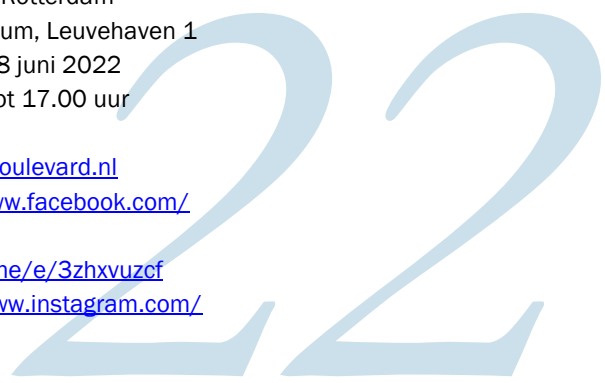 Rotterdam
um, Leuvehaven 1
8 juni 2022
ot 17.00 uur
oulevard.nl
w.facebook.com/
me/e/3zhxvuzcf
ww.instagram.com/
22